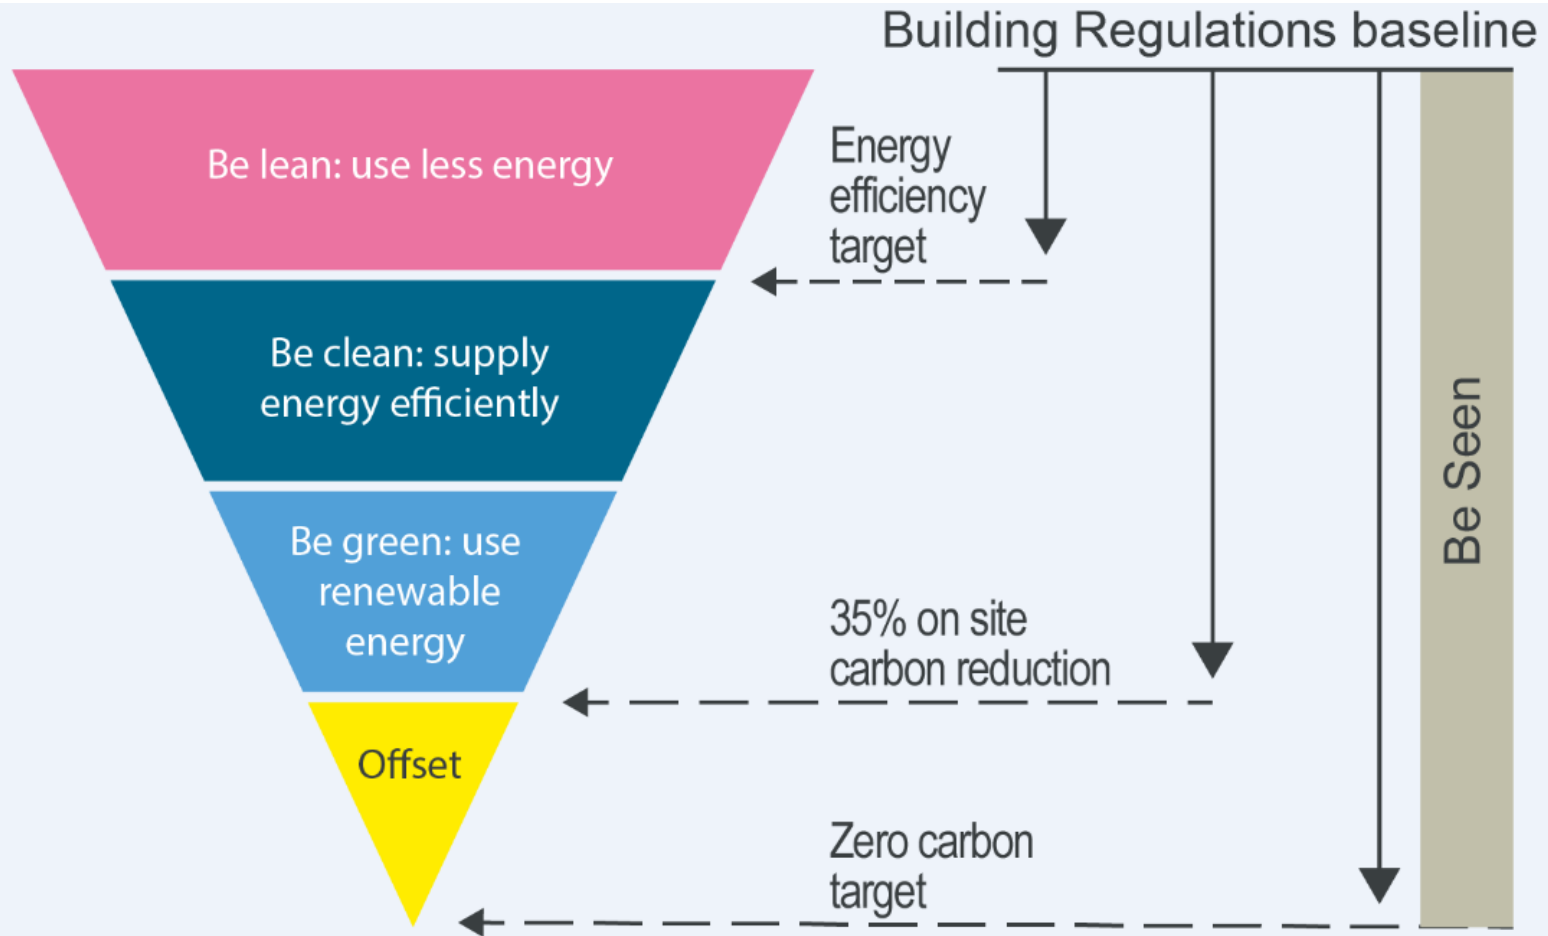 Building Regulations baseline
Be lean: use less energy
Energy
efficiency
target
Be clean: supply
energy efficiently
Be green: use
renewable
energy
35% on site
carbon reduction
Offset
Zero carbon
target
Be Seen